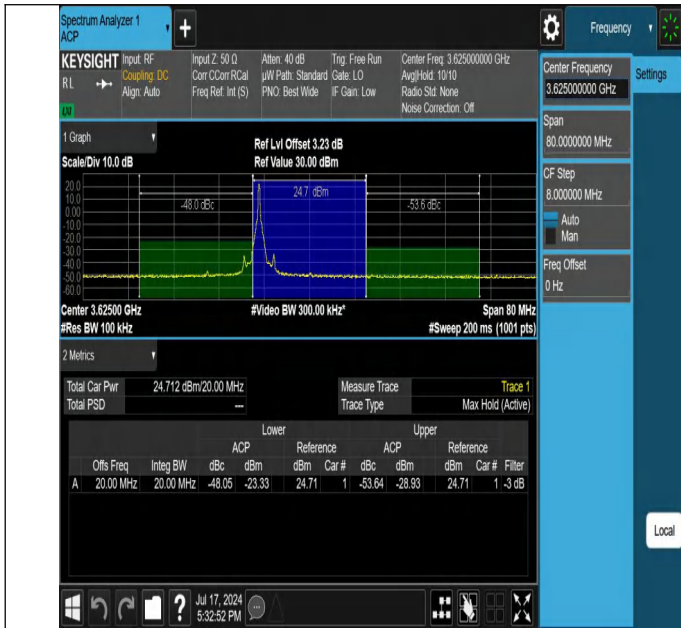 Spectrum Analyzer 1
ACP
+
Frequency
KEYSIGHT
RL
Input: RF
Coupling: DC
Align: Auto
Input Z: 50 Ω
Corr CCorr RCal
Freq Ref: Int (S)
Atten: 40 dB
µW Path: Standard
PNO: Best Wide
Trig: Free Run
Gate: LO
IF Gain: Low
Center Freq: 3.625000000 GHz
Avg|Hold: 10/10
Radio Std: None
Noise Correction: Off
Center Frequency
3.625000000 GHz
Settings
Span
80.0000000 MHz
CF Step
8.000000 MHz
Auto
Man
Freq Offset
0 Hz
1 Graph
Scale/Div 10.0 dB
Ref Lvl Offset 3.23 dB
Ref Value 30.00 dBm
20.0
10.0
0.00
-10.0
-20.0
-30.0
-40.0
-50.0
-60.0
-48.0 dBc
24.7 dBm
-53.6 dBc
Center 3.62500 GHz
#Video BW 300.00 kHz*
Span 80 MHz
#Res BW 100 kHz
#Sweep 200 ms (1001 pts)
2 Metrics
Total Car Pwr 24.712 dBm/20.00 MHz
Total PSD ---
Measure Trace Trace 1
Trace Type Max Hold (Active)
Lower Upper
ACP Reference ACP Reference
Offs Freq Integ BW dBc dBm dBm Car # dBc dBm dBm Car # Filter
A 20.00 MHz 20.00 MHz -48.05 -23.33 24.71 1 -53.64 -28.93 24.71 1 -3 dB
Local
?
Jul 17, 2024
5:32:52 PM